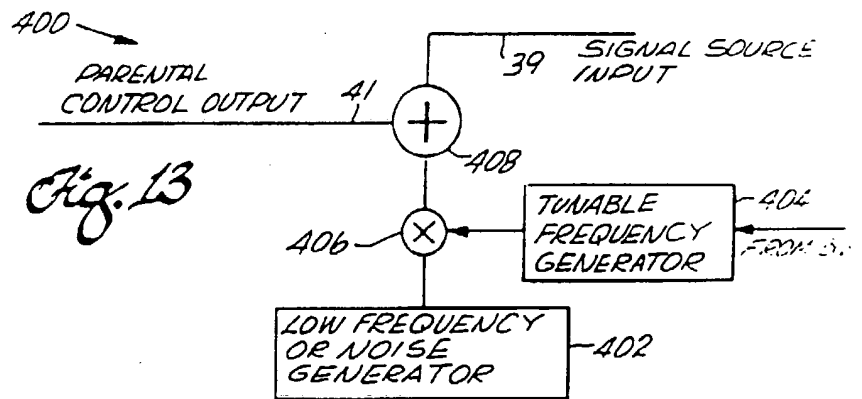 400
39
SIGNAL SOURCE
INPUT
PARENTAL
CONTROL OUTPUT
41
+
408
Fig. 13
406
×
TUNABLE
FREQUENCY
GENERATOR
404
FROM
LOW FREQUENCY
OR NOISE
GENERATOR
402